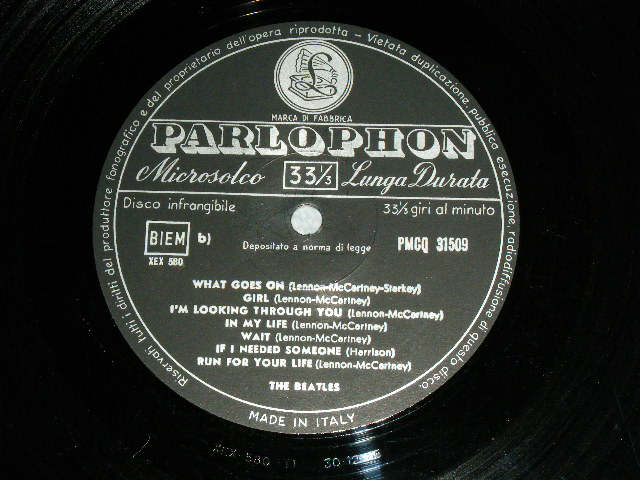 Riservati tutti i diritti del produttore fonografico e del proprietario dell'opera riprodotta - Vietata duplicazione, pubblica esecuzione, radiodiffusione di questo disco.
MARCA DI FABBRICA
PARLOPHON
Microsolco 33⅓ Lunga Durata
Disco infrangibile 33⅓ giri al minuto
BIEM b) Depositato a norma di legge PMCQ 31509
XEX 580
WHAT GOES ON (Lennon-McCartney-Starkey)
GIRL (Lennon-McCartney)
I'M LOOKING THROUGH YOU (Lennon-McCartney)
IN MY LIFE (Lennon-McCartney)
WAIT (Lennon-McCartney)
IF I NEEDED SOMEONE (Harrison)
RUN FOR YOUR LIFE (Lennon-McCartney)
THE BEATLES
MADE IN ITALY
XEX 580